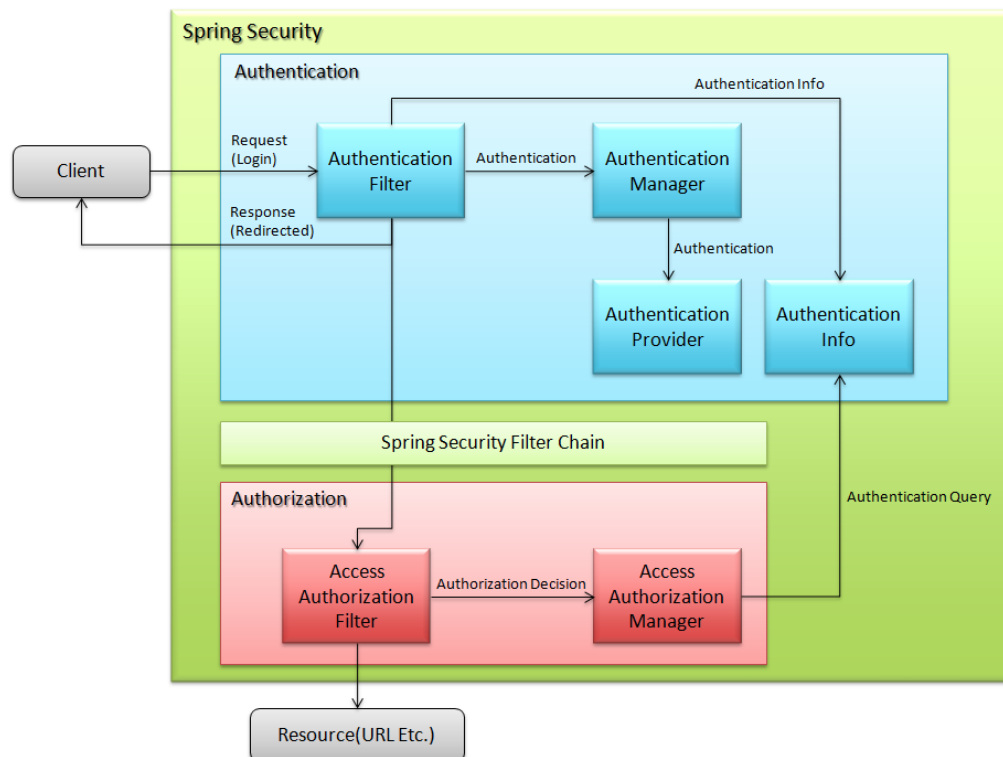 Spring Security
Authentication
Authentication Info
Request
(Login)
Client
Authentication
Filter
Authentication
Authentication
Manager
Response
(Redirected)
Authentication
Authentication
Provider
Authentication
Info
Spring Security Filter Chain
Authorization
Authentication Query
Access
Authorization
Filter
Authorization Decision
Access
Authorization
Manager
Resource(URL Etc.)